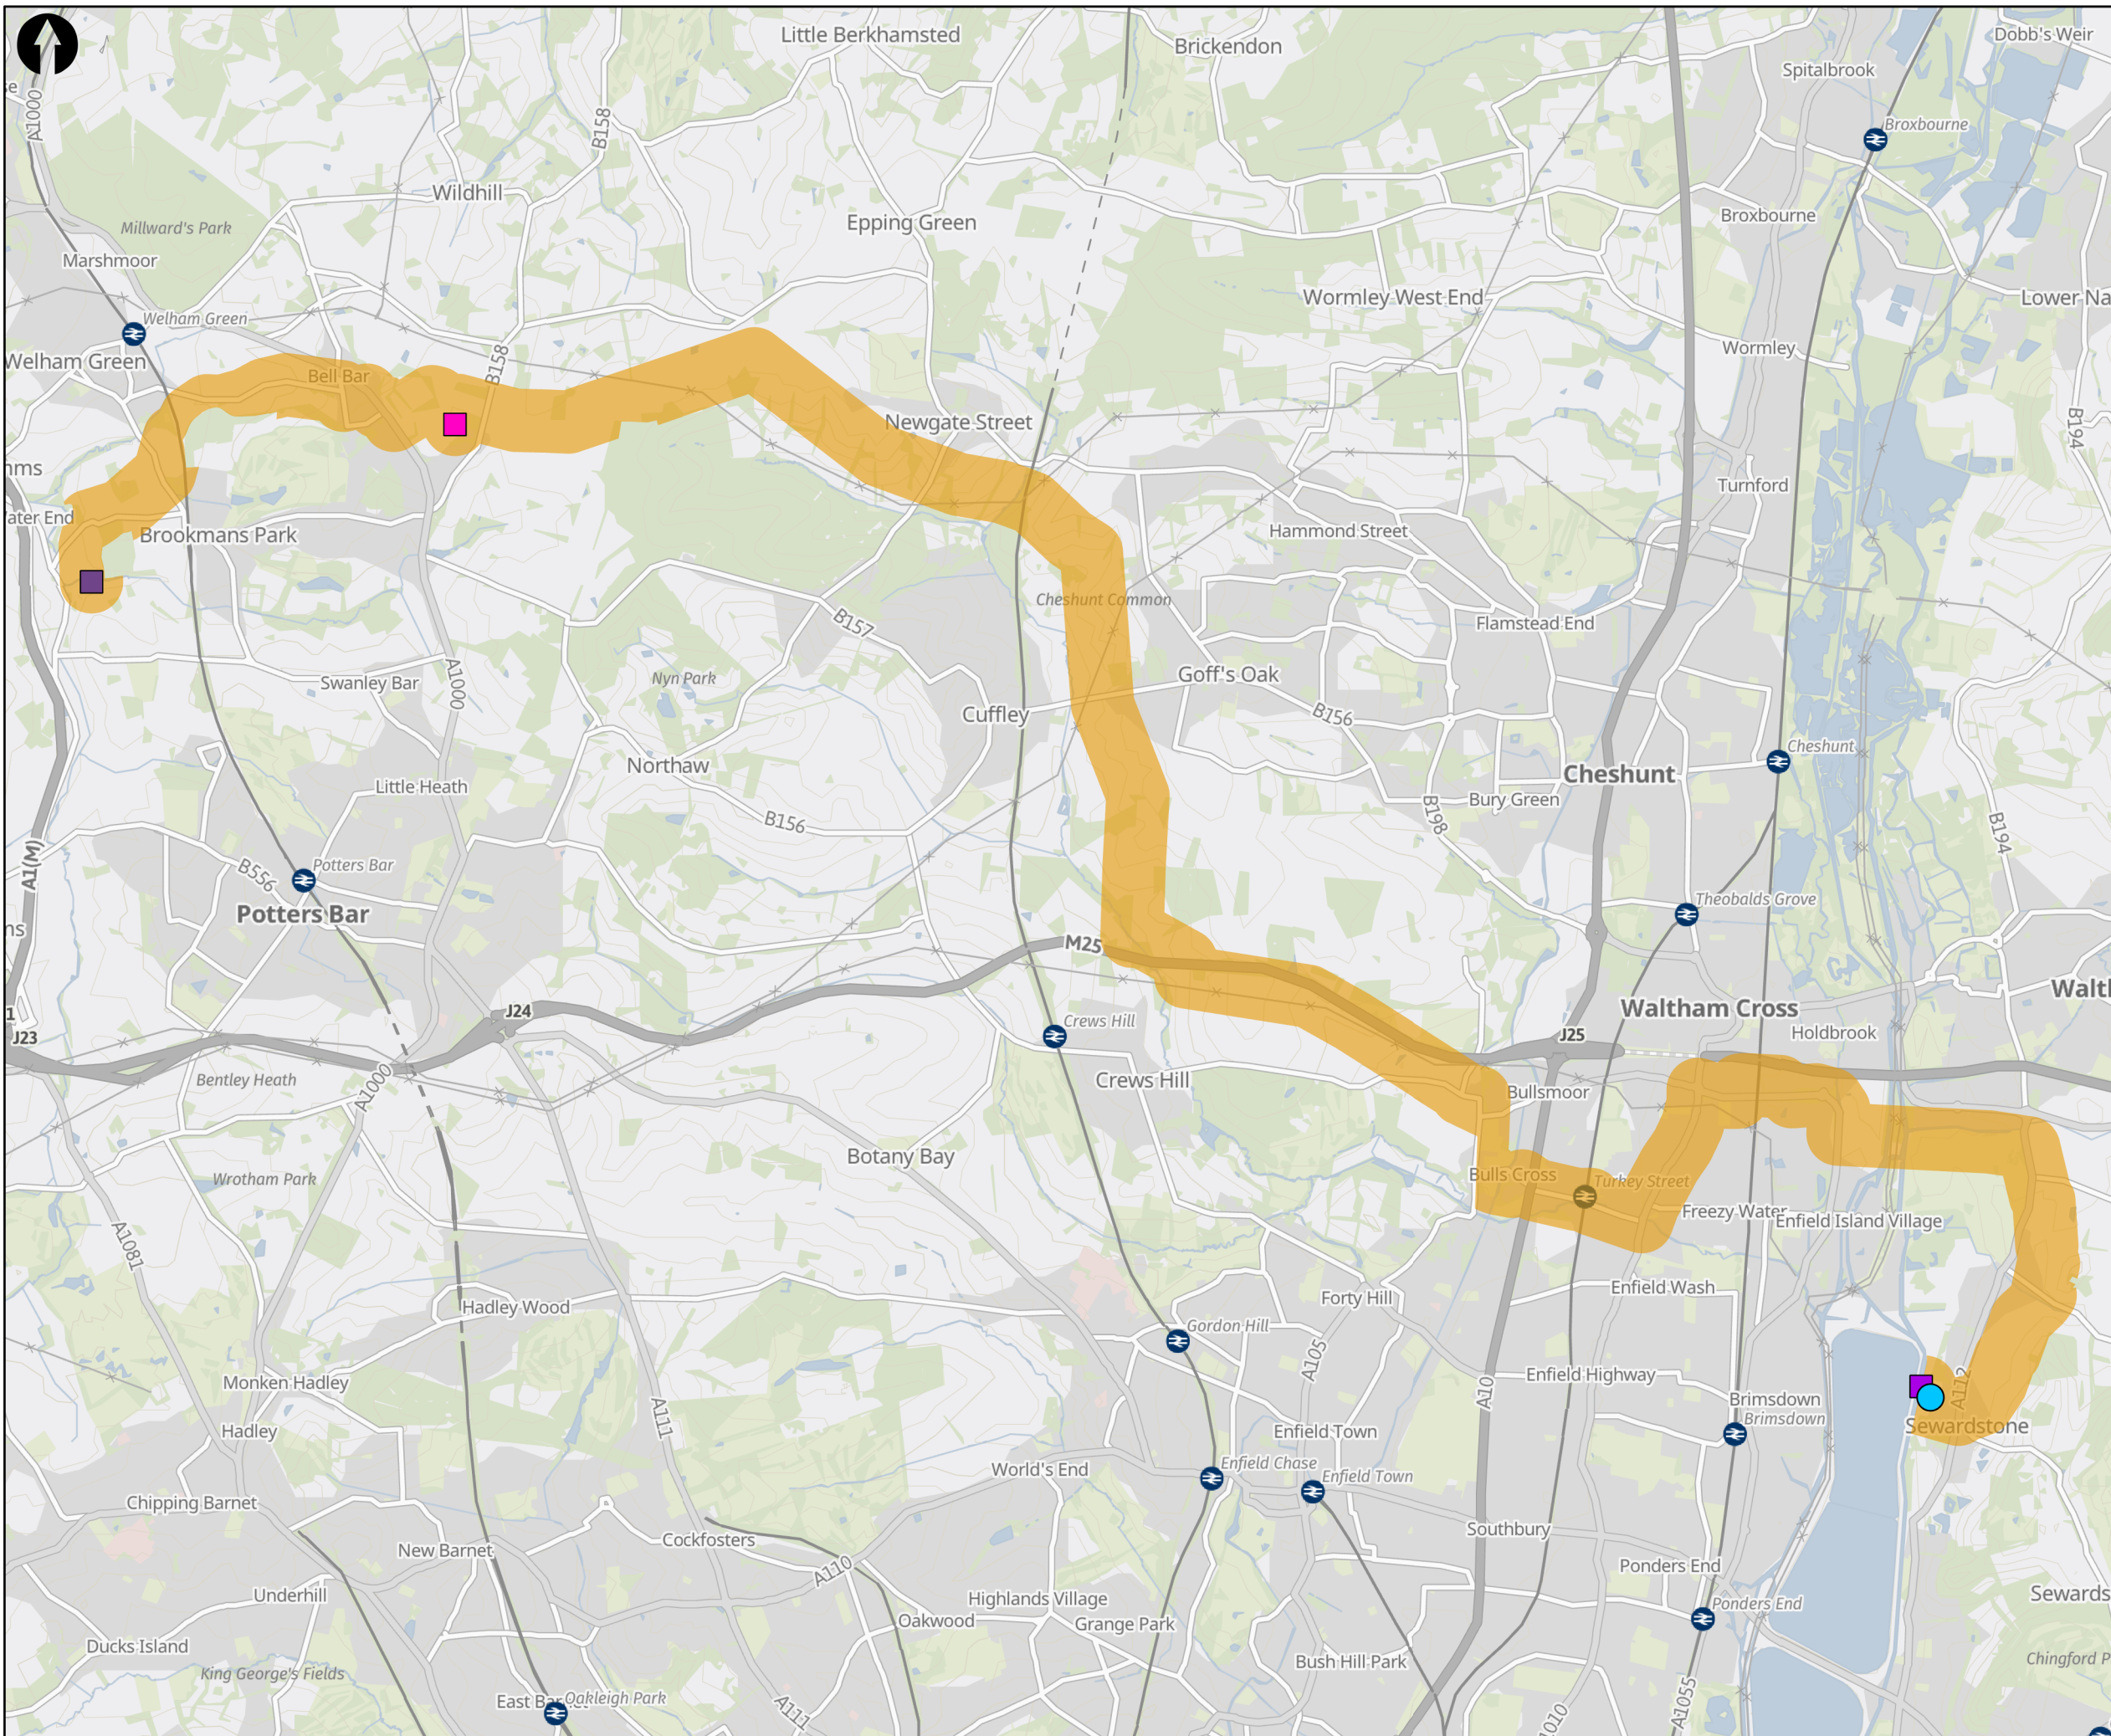 Little Berkhamsted
Brickendon
Dobb's Weir
Spitalbrook
A1000
B158
Broxbourne
Wildhill
Millward's Park
Epping Green
Broxbourne
Marshmoor
Wormley West End
Welham Green
Welham Green
Bell Bar
B158
Wormley
Newgate Street
B194
Turnford
Brookmans Park
Hammond Street
Cheshunt Common
B157
Flamstead End
Swanley Bar
A1000
Nyn Park
Goff's Oak
Cuffley
B156
Northaw
Cheshunt
Cheshunt
Little Heath
Bury Green
B198
B156
B194
A1(M)
B556
Potters Bar
Potters Bar
Theobalds Grove
M25
Waltham Cross
J24
J23
Crews Hill
J25
Holdbrook
Bentley Heath
A1000
Crews Hill
Bullsmoor
Botany Bay
Wrotham Park
Bulls Cross
Turkey Street
Freezy Water
Enfield Island Village
A1081
Hadley Wood
Forty Hill
Enfield Wash
Gordon Hill
A105
Monken Hadley
Enfield Highway
A10
A112
Brimsdown
Brimsdown
Sewardstone
Hadley
A111
Enfield Town
World's End
Enfield Chase
Enfield Town
Chipping Barnet
Cockfosters
Southbury
New Barnet
A110
Ponders End
Underhill
Highlands Village
Oakwood
Grange Park
Ponders End
Ducks Island
King George's Fields
Bush Hill Park
Oakleigh Park
A111
A1055